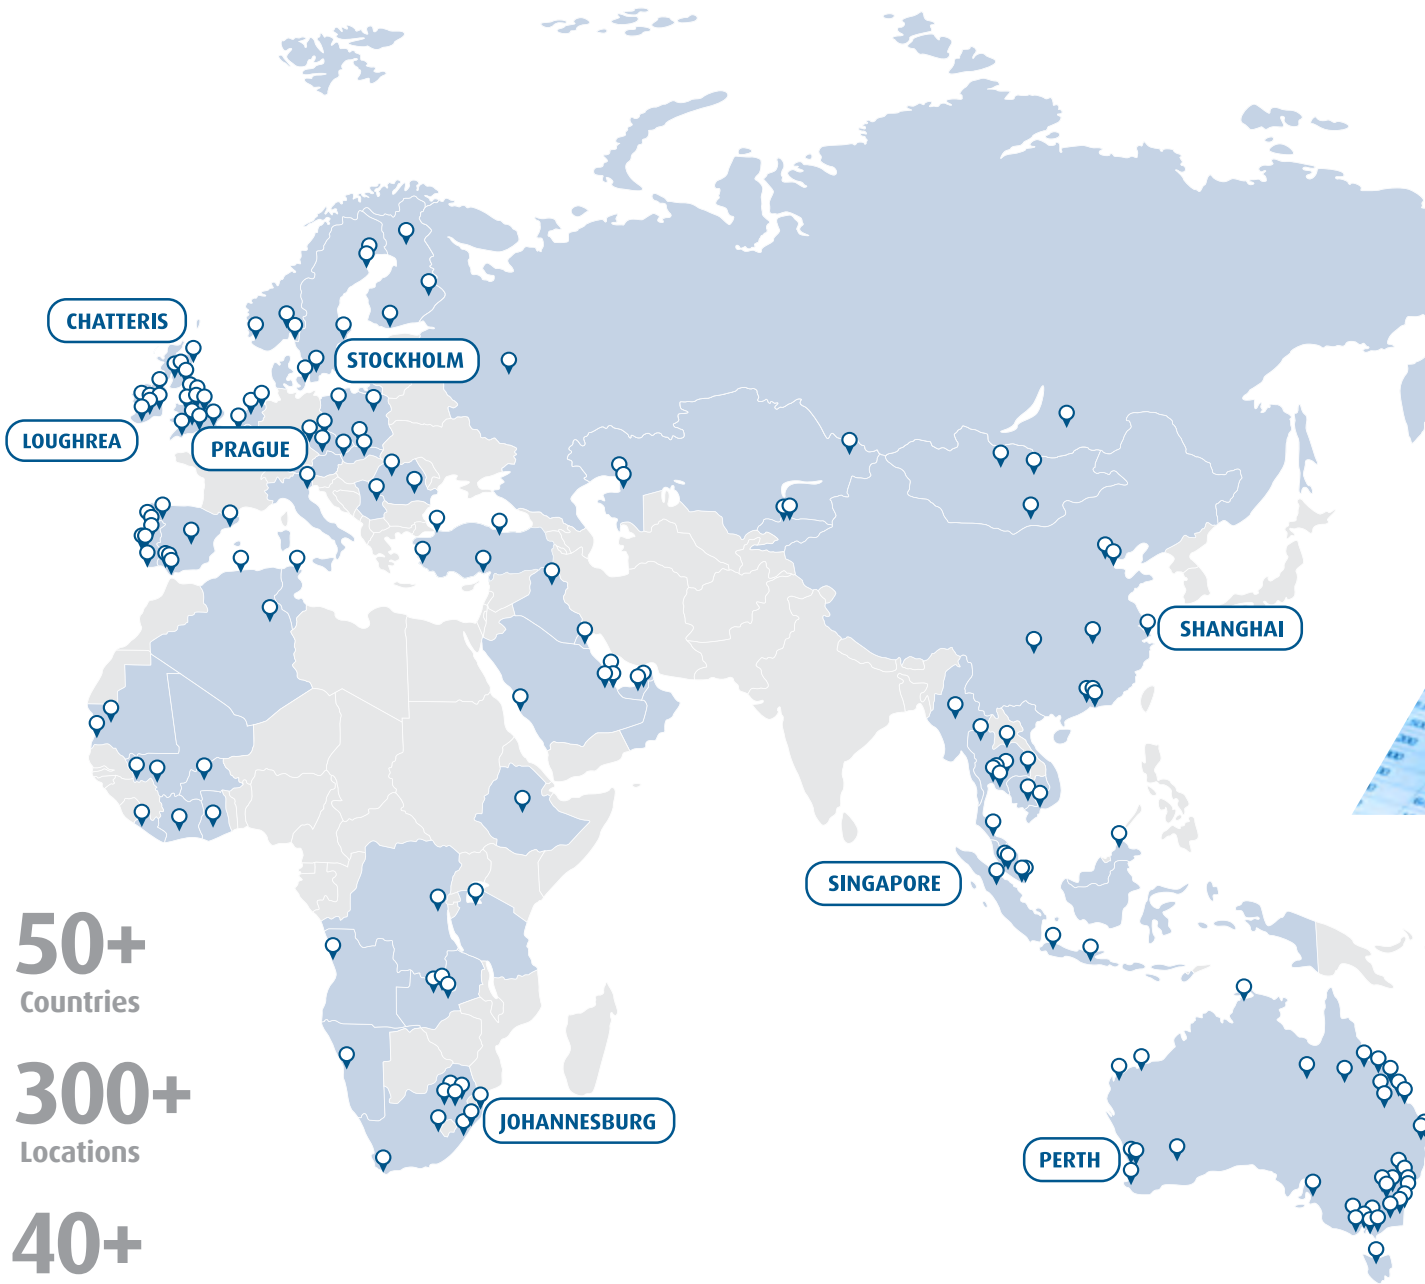 CHATTERIS
STOCKHOLM
LOUGHREA
PRAGUE
SHANGHAI
SINGAPORE
50+
Countries
300+
Locations
JOHANNESBURG
PERTH
40+